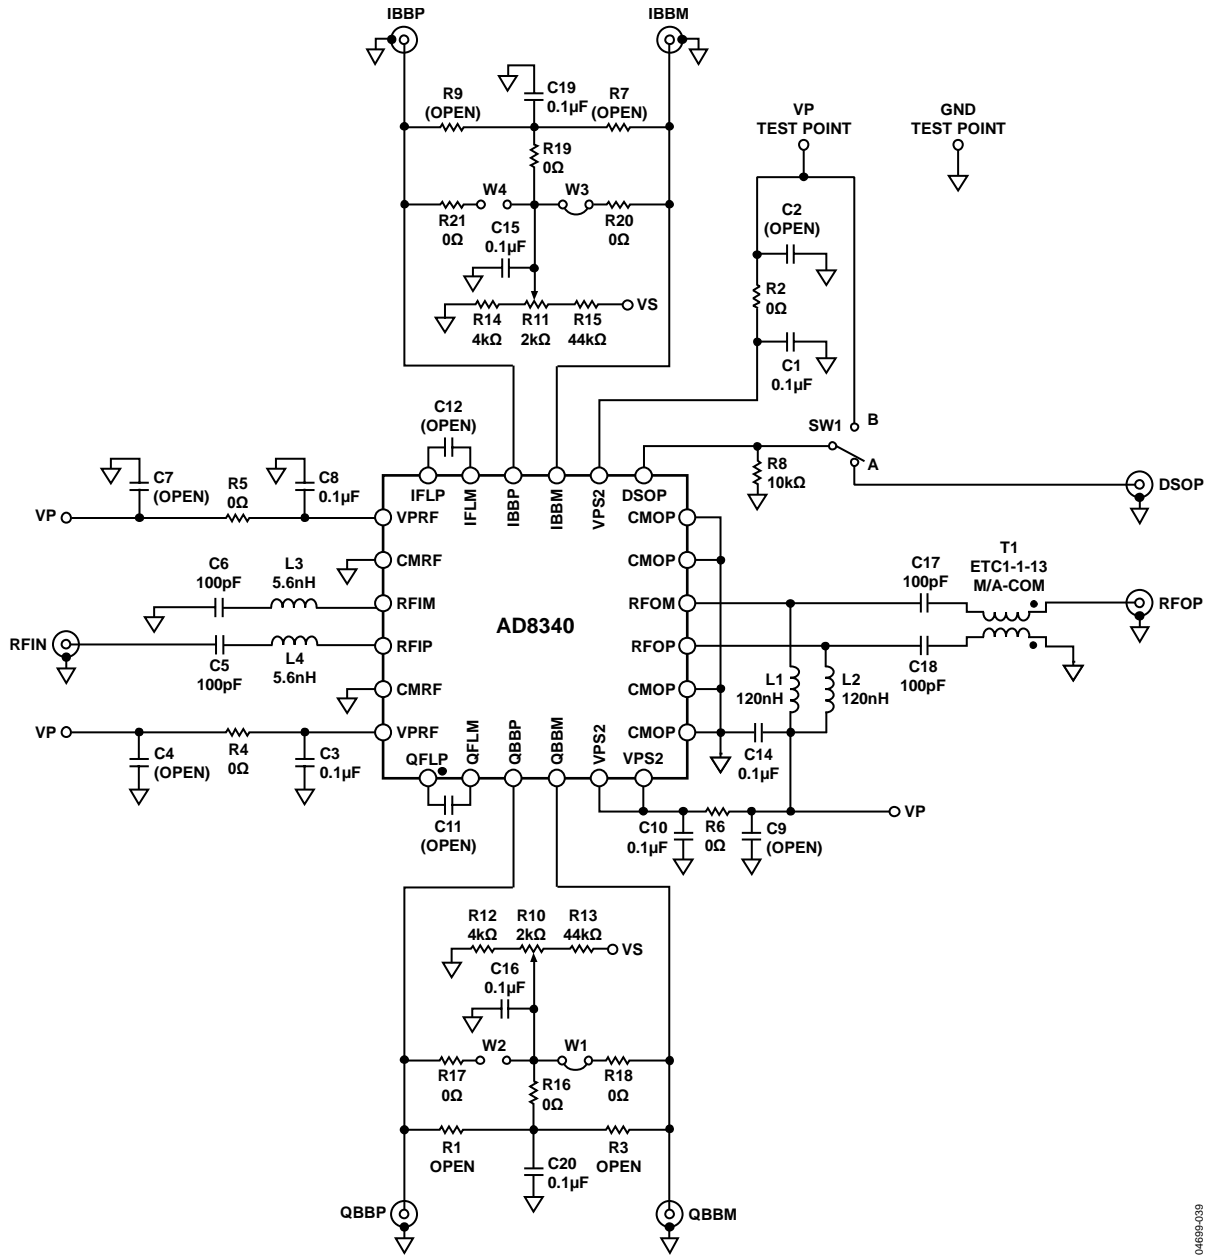 IBBP
IBBM
R9
(OPEN)
C19
0.1µF
R7
(OPEN)
VP
TEST POINT
GND
TEST POINT
R19
0Ω
W4
W3
R21
0Ω
C15
0.1µF
R20
0Ω
C2
(OPEN)
R2
0Ω
VS
R14
4kΩ
R11
2kΩ
R15
44kΩ
C1
0.1µF
C12
(OPEN)
SW1
B
A
R8
10kΩ
DSOP
C7
(OPEN)
R5
0Ω
C8
0.1µF
VP
IFLP
IFLM
IBBP
IBBM
VPS2
DSOP
VPRF
CMOP
CMRF
CMOP
C6
100pF
L3
5.6nH
RFIM
RFOM
C17
100pF
T1
ETC1-1-13
M/A-COM
RFOP
AD8340
RFIN
RFIP
RFOP
C5
100pF
L4
5.6nH
C18
100pF
L1
120nH
L2
120nH
CMRF
CMOP
VP
VPRF
CMOP
C4
(OPEN)
R4
0Ω
C3
0.1µF
QFLP
QFLM
QBBP
QBBM
VPS2
VPS2
C14
0.1µF
C11
(OPEN)
C10
0.1µF
R6
0Ω
C9
(OPEN)
VP
R12
4kΩ
R10
2kΩ
R13
44kΩ
VS
C16
0.1µF
W2
W1
R17
0Ω
R16
0Ω
R18
0Ω
R1
OPEN
R3
OPEN
C20
0.1µF
QBBP
QBBM
04699-039